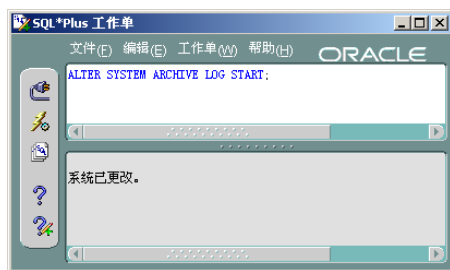 SQL*Plus 工作单
文件(F) 编辑(E) 工作单(W) 帮助(H) ORACLE
ALTER SYSTEM ARCHIVE LOG START;
系统已更改。